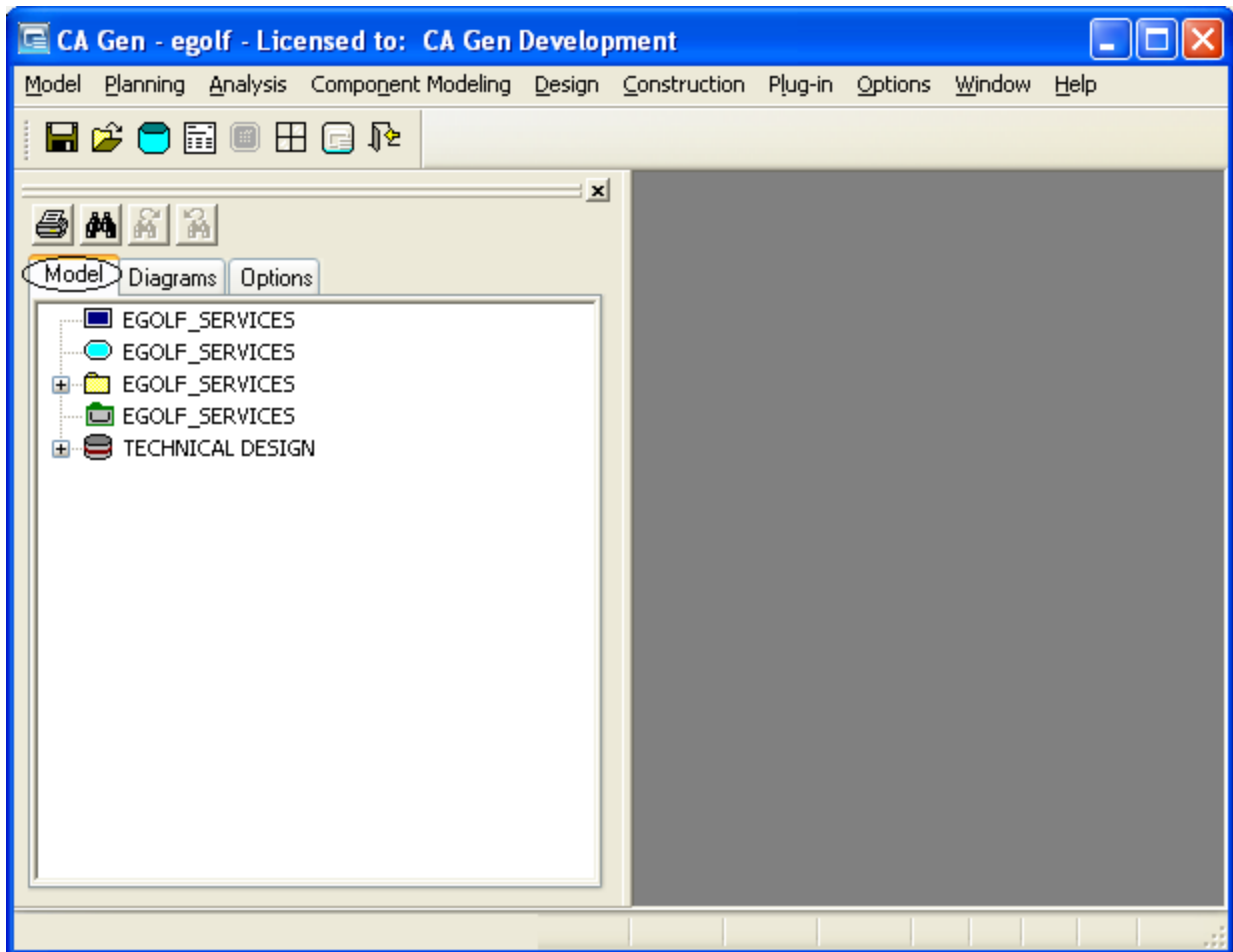 CA Gen - egolf - Licensed to:  CA Gen Development
Model Planning Analysis Component Modeling Design Construction Plug-in Options Window Help
Model Diagrams Options
EGOLF_SERVICES
EGOLF_SERVICES
EGOLF_SERVICES
EGOLF_SERVICES
TECHNICAL DESIGN